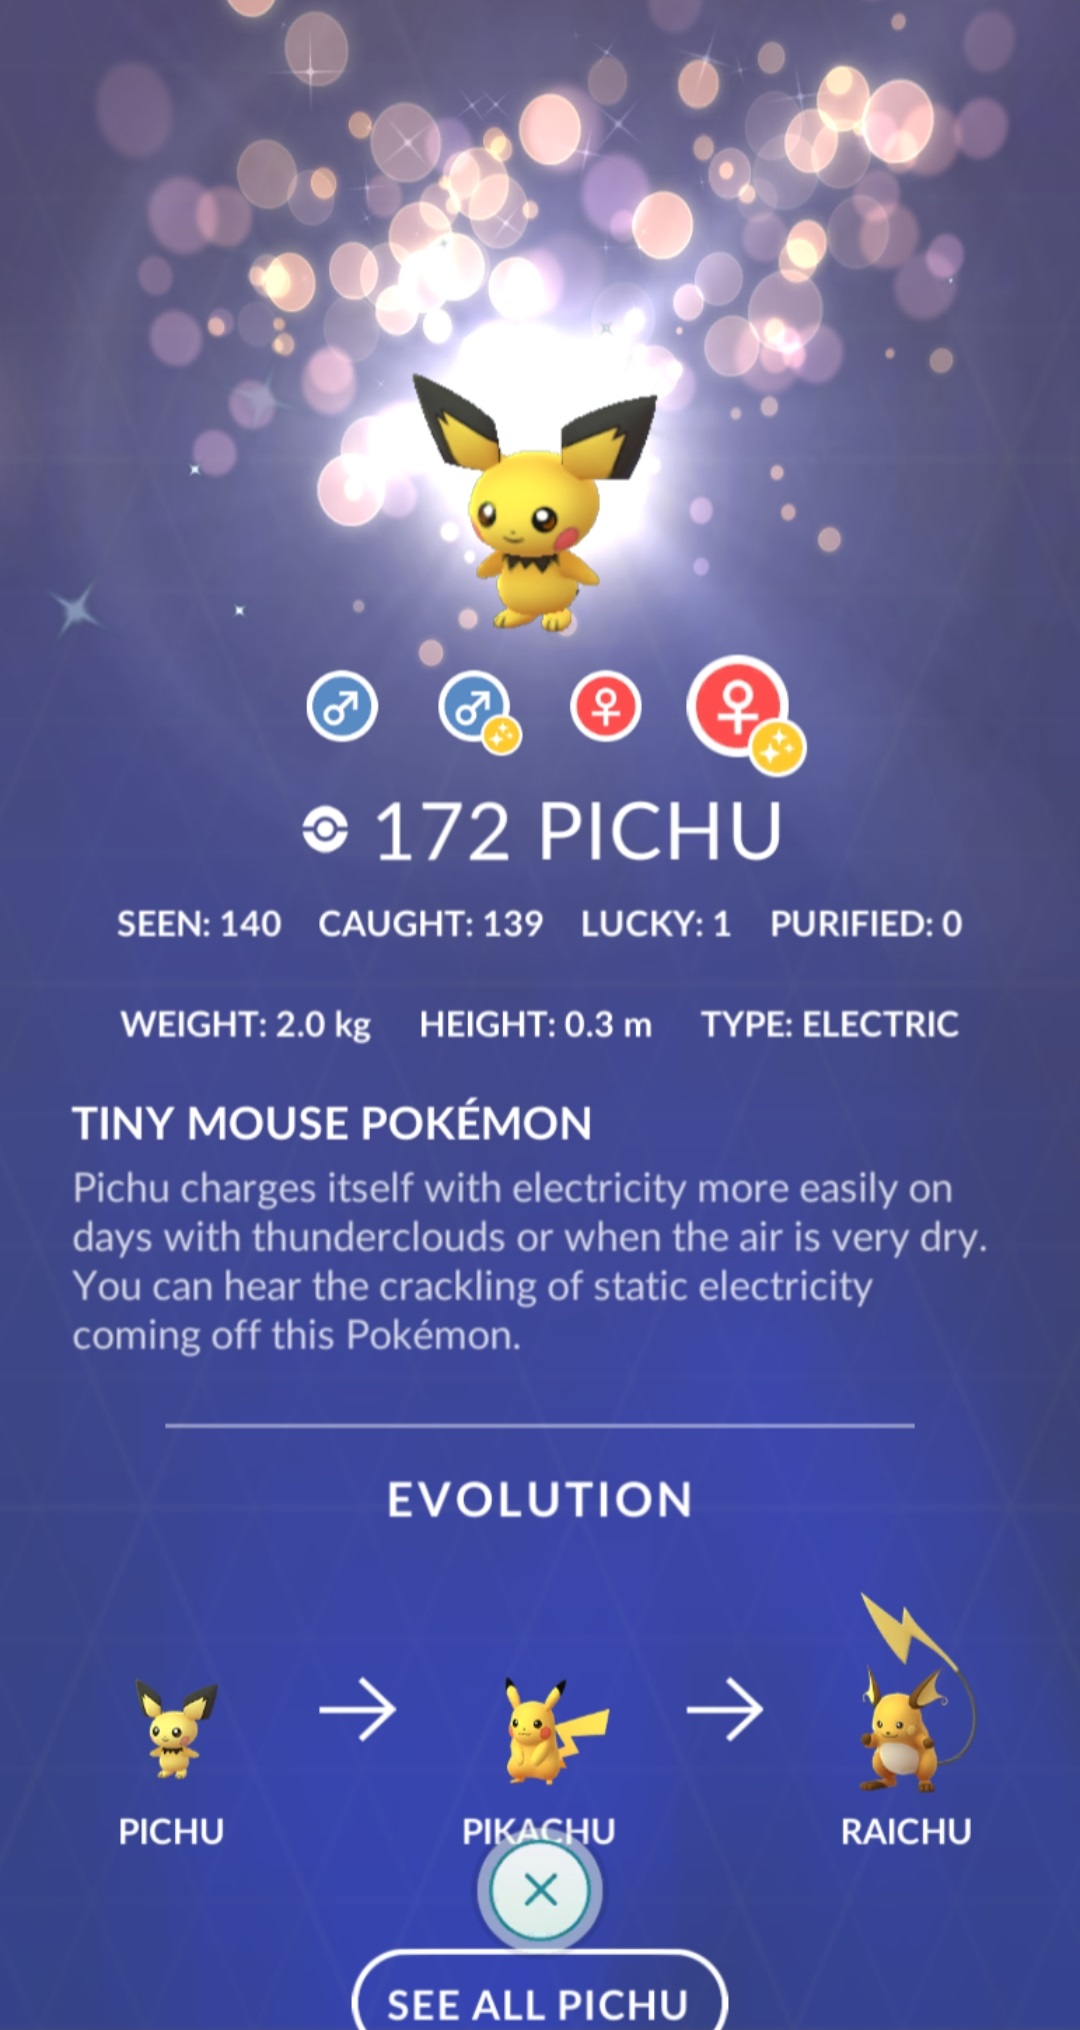 172 PICHU
SEEN: 140 CAUGHT: 139 LUCKY: 1 PURIFIED: 0
WEIGHT: 2.0 kg HEIGHT: 0.3 m TYPE: ELECTRIC
TINY MOUSE POKÉMON
Pichu charges itself with electricity more easily on
days with thunderclouds or when the air is very dry.
You can hear the crackling of static electricity
coming off this Pokémon.
EVOLUTION
PICHU PIKACHU RAICHU
SEE ALL PICHU